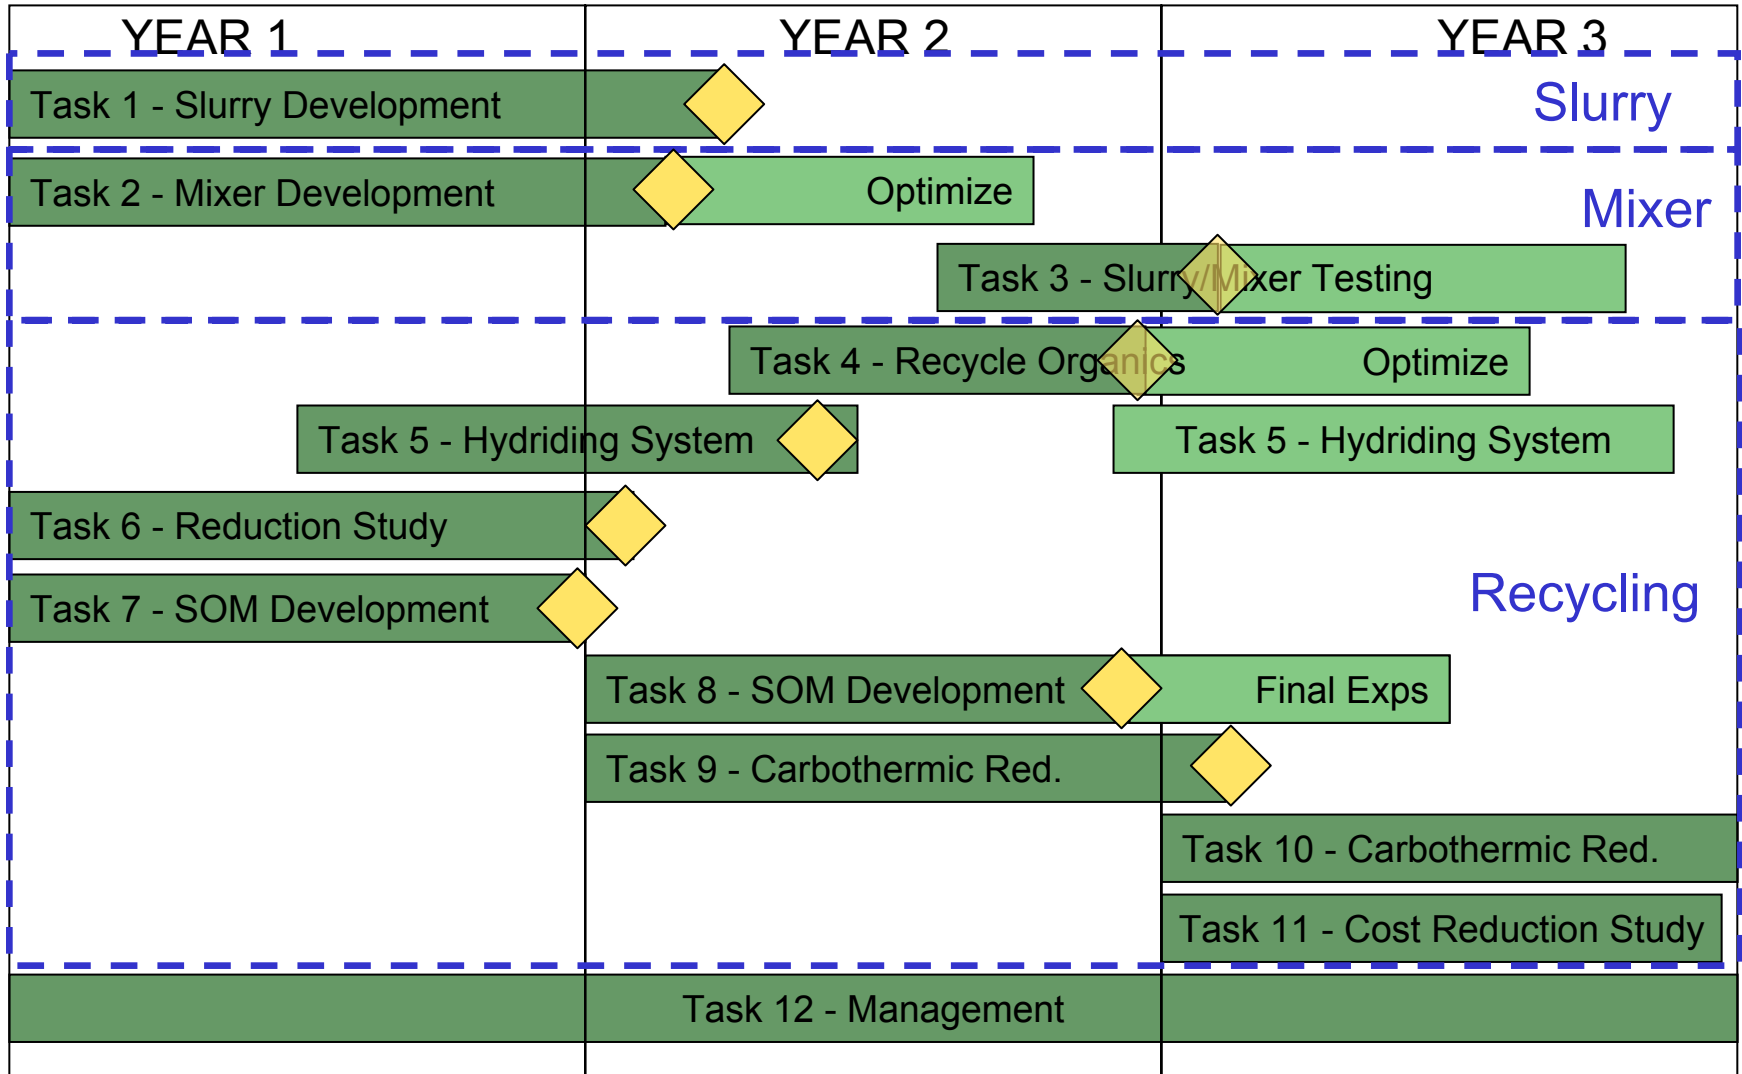 YEAR 1
YEAR 2
YEAR 3
Task 1 - Slurry Development
Slurry
Task 2 - Mixer Development
Optimize
Mixer
Task 3 - Slurry/Mixer Testing
Task 4 - Recycle Organics
Optimize
Task 5 - Hydriding System
Task 5 - Hydriding System
Task 6 - Reduction Study
Task 7 - SOM Development
Recycling
Task 8 - SOM Development
Final Exps
Task 9 - Carbothermic Red.
Task 10 - Carbothermic Red.
Task 11 - Cost Reduction Study
Task 12 - Management